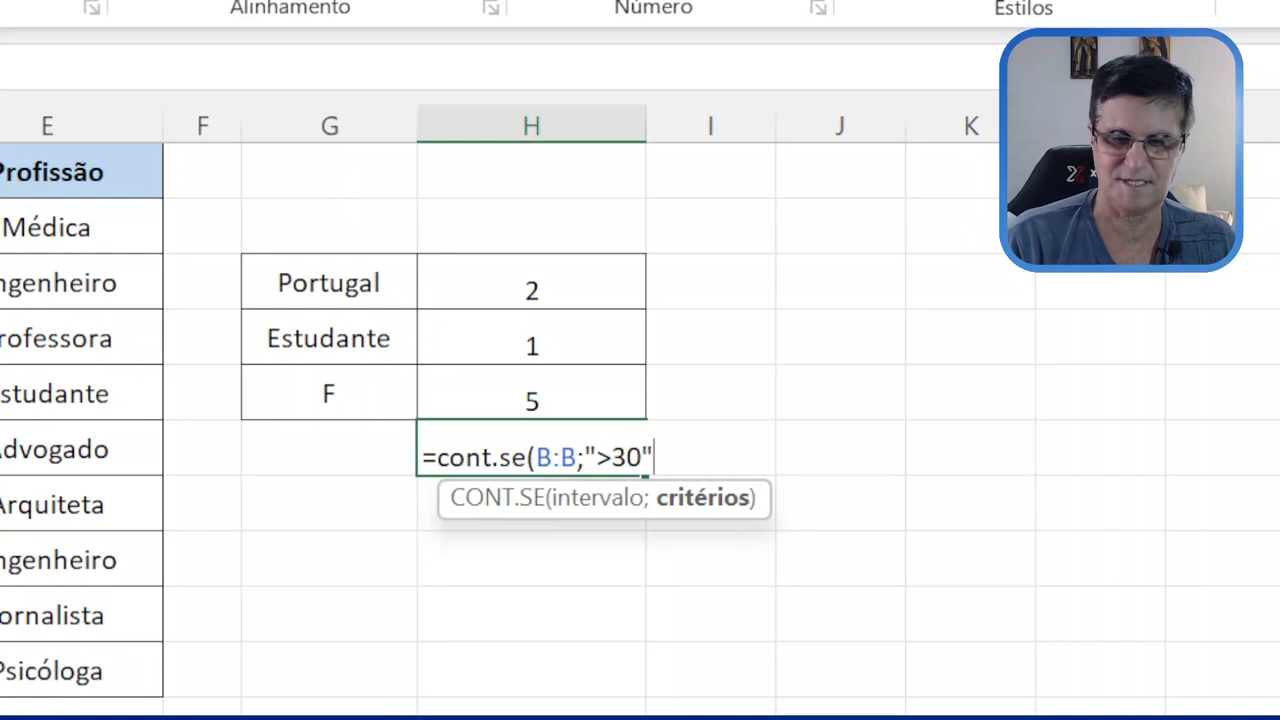 Alinhamento Número Estilos
E F G H I J K
Profissão
Médica
ngenheiro Portugal 2
rofessora Estudante 1
studante F 5
Advogado =cont.se(B:B;">30"
CONT.SE(intervalo; critérios)
Arquiteta
ngenheiro
ornalista
Psicóloga